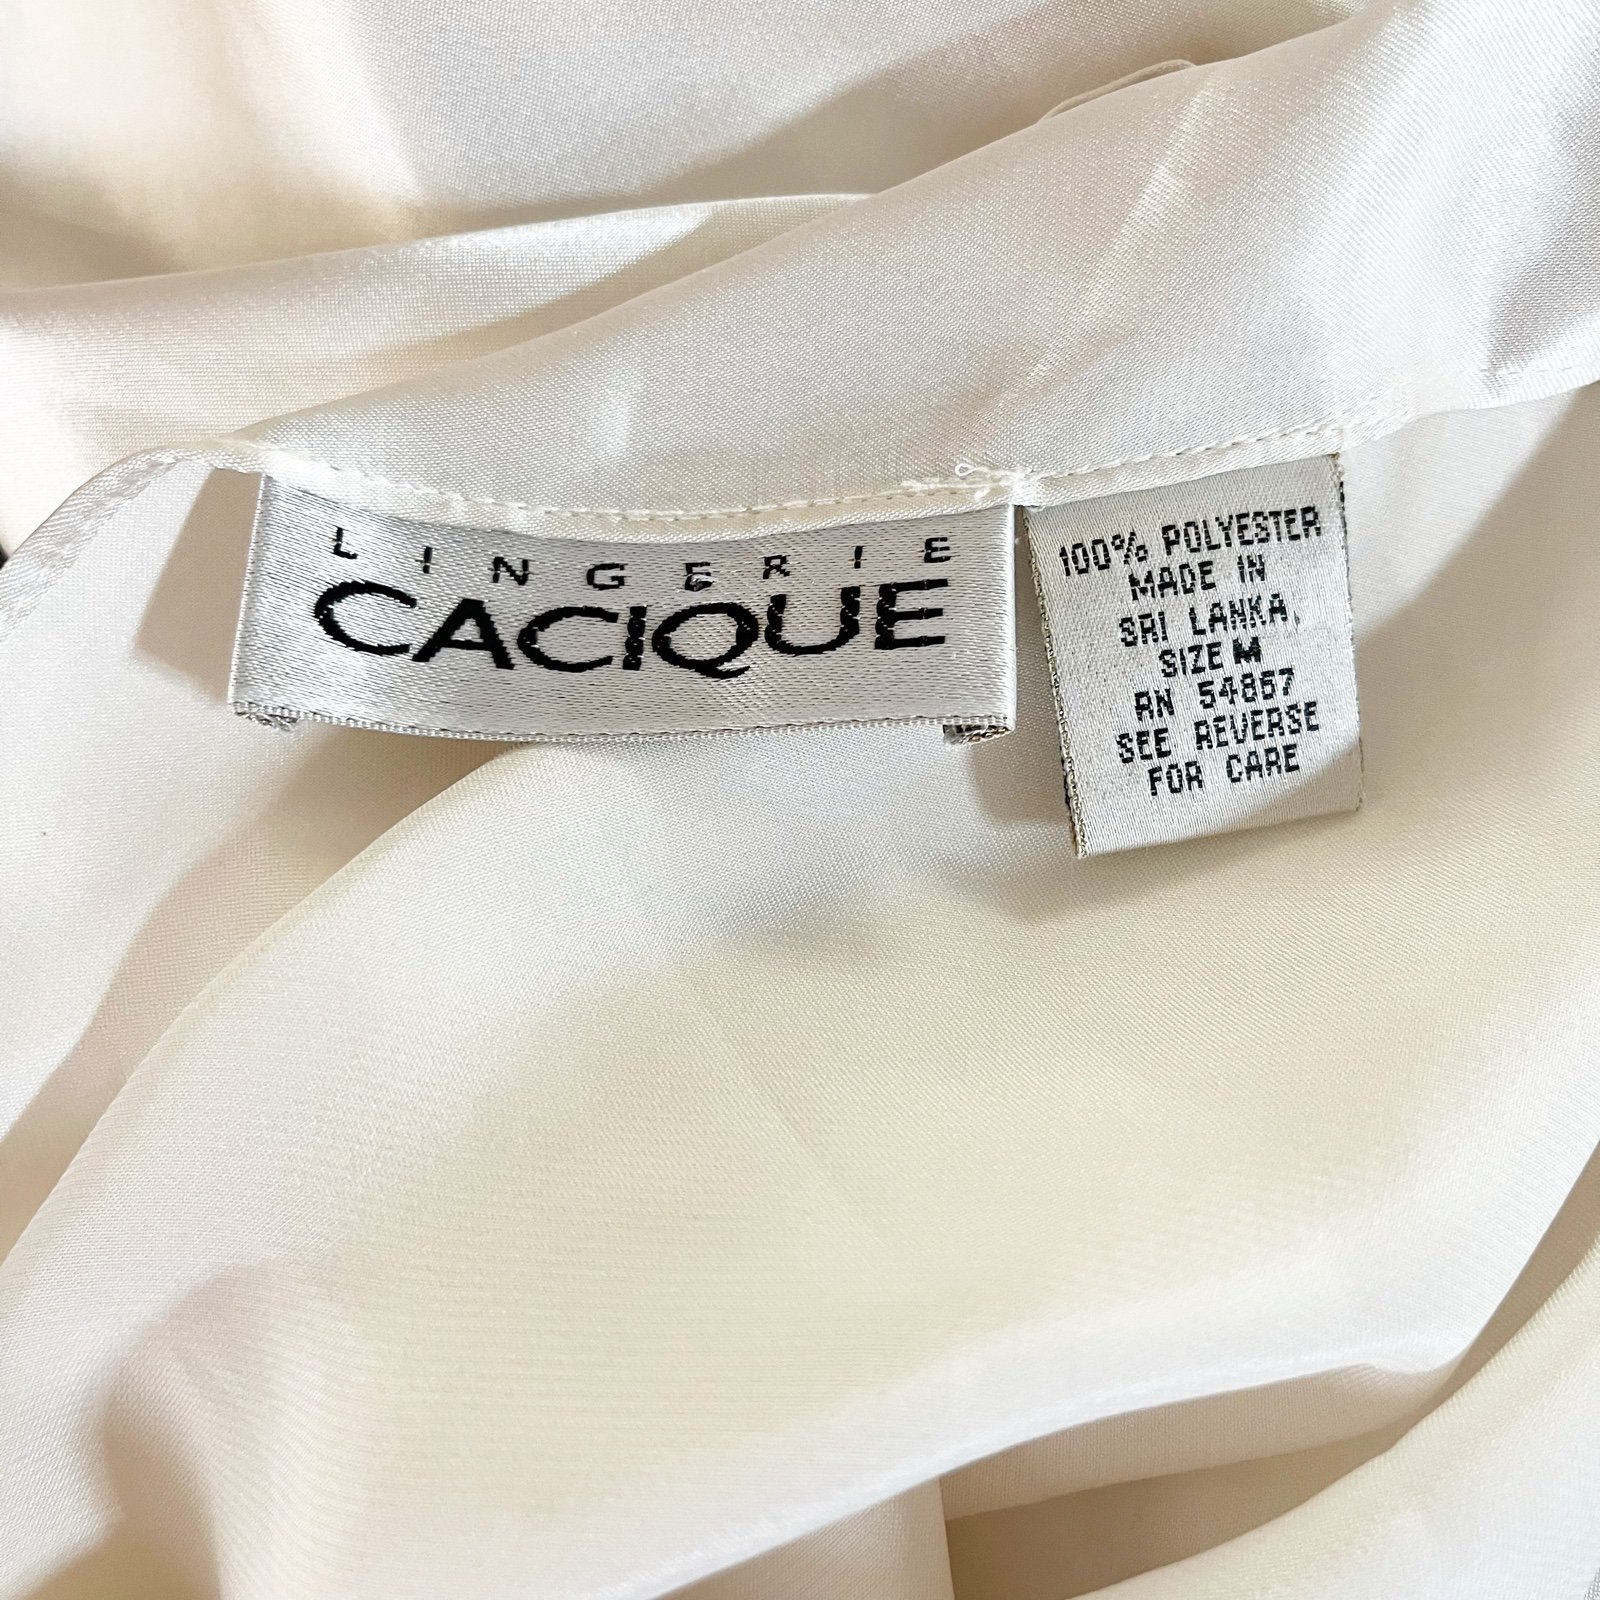 LINGERIE
CACIQUE
100% POLYESTER
MADE IN
SRI LANKA,
SIZE M
RN 54867
SEE REVERSE
FOR CARE